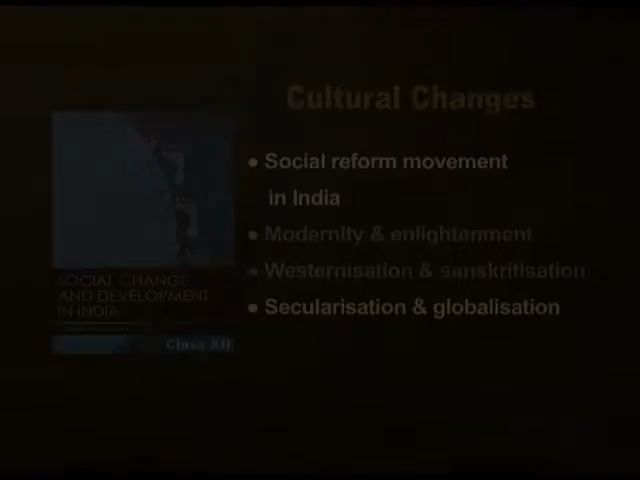 Cultural Changes
● Social reform movement
in India
● Modernity & enlightenment
● Westernisation & sanskritisation
● Secularisation & globalisation
SOCIAL CHANGE
AND DEVELOPMENT
IN INDIA
Class XII